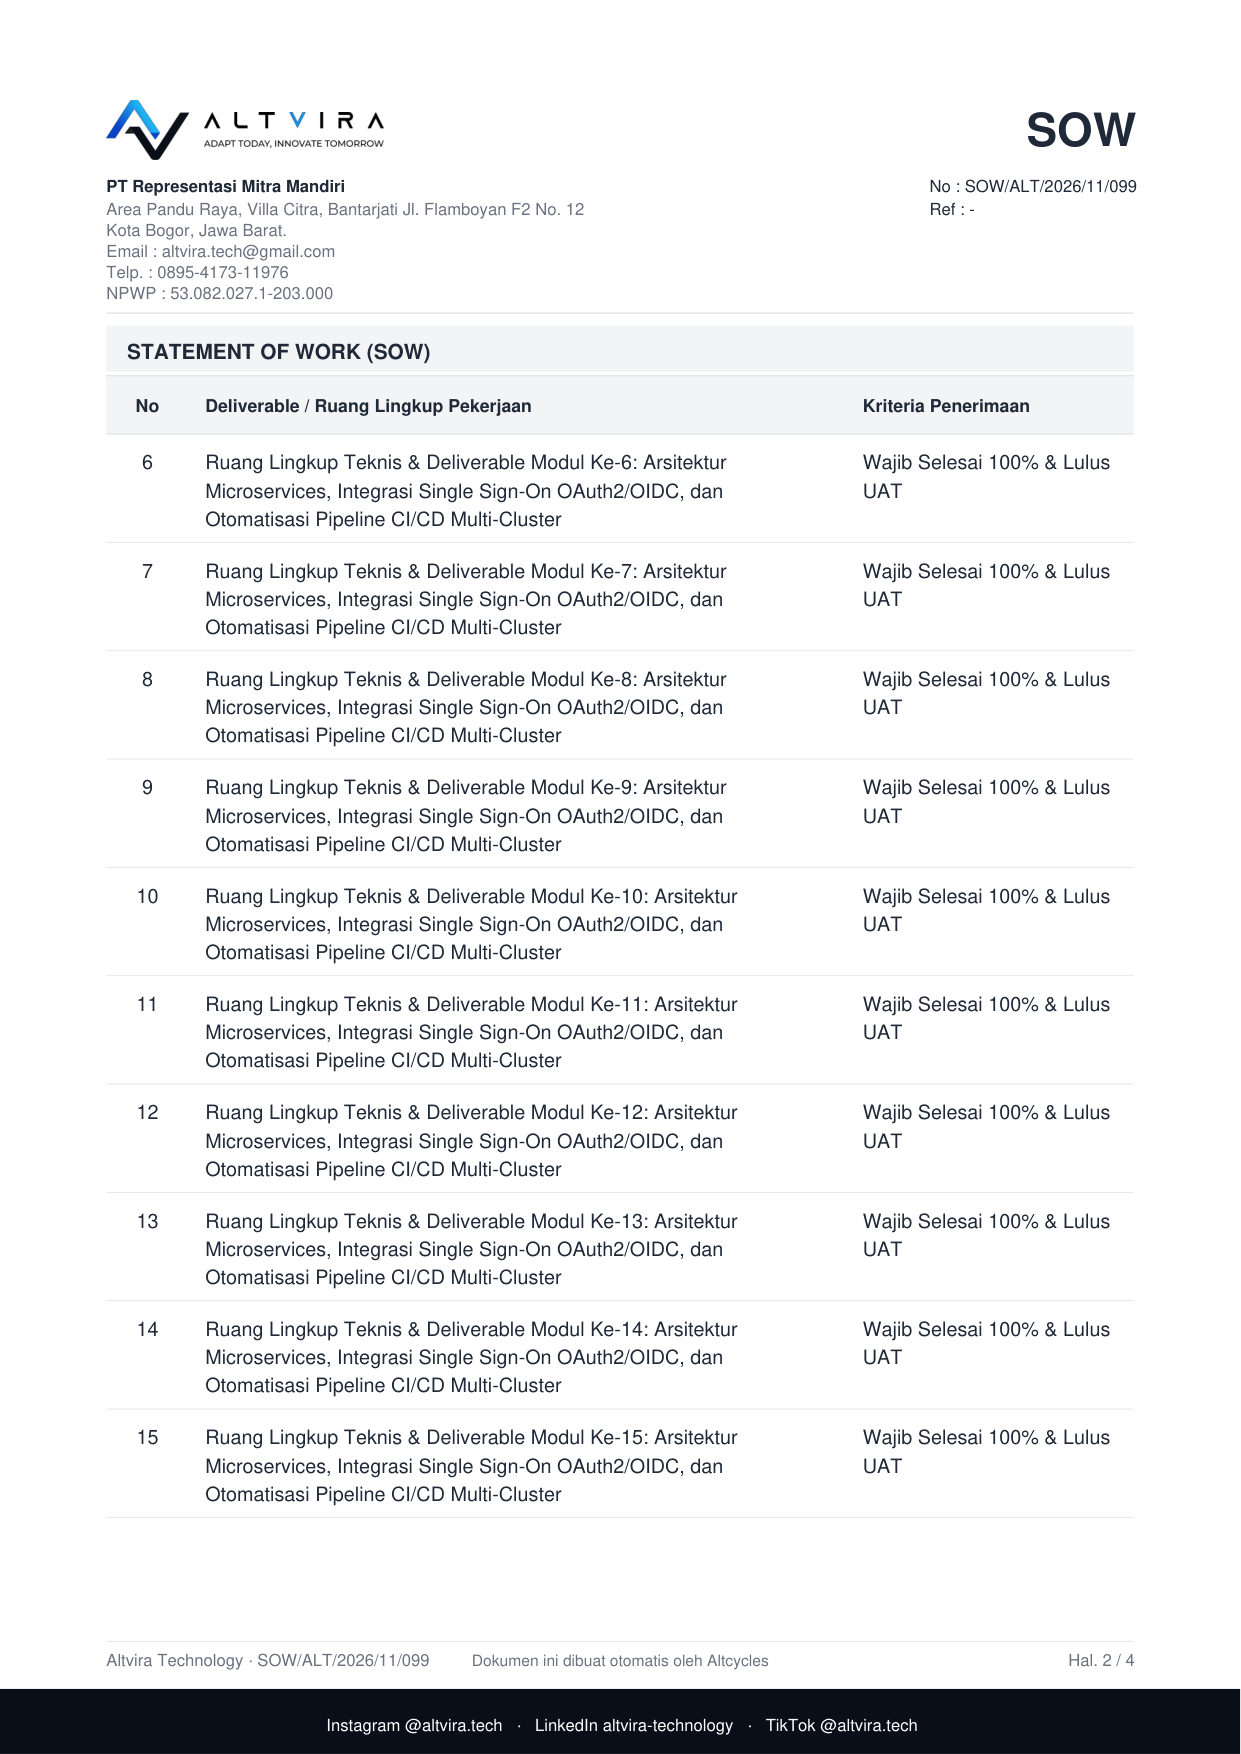 ALTVIRA
ADAPT TODAY, INNOVATE TOMORROW
SOW
PT Representasi Mitra Mandiri
Area Pandu Raya, Villa Citra, Bantarjati Jl. Flamboyan F2 No. 12
Kota Bogor, Jawa Barat.
Email : altvira.tech@gmail.com
Telp. : 0895-4173-11976
NPWP : 53.082.027.1-203.000
No : SOW/ALT/2026/11/099
Ref : -
STATEMENT OF WORK (SOW)
No Deliverable / Ruang Lingkup Pekerjaan Kriteria Penerimaan
6 Ruang Lingkup Teknis & Deliverable Modul Ke-6: Arsitektur Wajib Selesai 100% & Lulus
Microservices, Integrasi Single Sign-On OAuth2/OIDC, dan UAT
Otomatisasi Pipeline CI/CD Multi-Cluster
7 Ruang Lingkup Teknis & Deliverable Modul Ke-7: Arsitektur Wajib Selesai 100% & Lulus
Microservices, Integrasi Single Sign-On OAuth2/OIDC, dan UAT
Otomatisasi Pipeline CI/CD Multi-Cluster
8 Ruang Lingkup Teknis & Deliverable Modul Ke-8: Arsitektur Wajib Selesai 100% & Lulus
Microservices, Integrasi Single Sign-On OAuth2/OIDC, dan UAT
Otomatisasi Pipeline CI/CD Multi-Cluster
9 Ruang Lingkup Teknis & Deliverable Modul Ke-9: Arsitektur Wajib Selesai 100% & Lulus
Microservices, Integrasi Single Sign-On OAuth2/OIDC, dan UAT
Otomatisasi Pipeline CI/CD Multi-Cluster
10 Ruang Lingkup Teknis & Deliverable Modul Ke-10: Arsitektur Wajib Selesai 100% & Lulus
Microservices, Integrasi Single Sign-On OAuth2/OIDC, dan UAT
Otomatisasi Pipeline CI/CD Multi-Cluster
11 Ruang Lingkup Teknis & Deliverable Modul Ke-11: Arsitektur Wajib Selesai 100% & Lulus
Microservices, Integrasi Single Sign-On OAuth2/OIDC, dan UAT
Otomatisasi Pipeline CI/CD Multi-Cluster
12 Ruang Lingkup Teknis & Deliverable Modul Ke-12: Arsitektur Wajib Selesai 100% & Lulus
Microservices, Integrasi Single Sign-On OAuth2/OIDC, dan UAT
Otomatisasi Pipeline CI/CD Multi-Cluster
13 Ruang Lingkup Teknis & Deliverable Modul Ke-13: Arsitektur Wajib Selesai 100% & Lulus
Microservices, Integrasi Single Sign-On OAuth2/OIDC, dan UAT
Otomatisasi Pipeline CI/CD Multi-Cluster
14 Ruang Lingkup Teknis & Deliverable Modul Ke-14: Arsitektur Wajib Selesai 100% & Lulus
Microservices, Integrasi Single Sign-On OAuth2/OIDC, dan UAT
Otomatisasi Pipeline CI/CD Multi-Cluster
15 Ruang Lingkup Teknis & Deliverable Modul Ke-15: Arsitektur Wajib Selesai 100% & Lulus
Microservices, Integrasi Single Sign-On OAuth2/OIDC, dan UAT
Otomatisasi Pipeline CI/CD Multi-Cluster
Altvira Technology · SOW/ALT/2026/11/099 Dokumen ini dibuat otomatis oleh Altcycles Hal. 2 / 4
Instagram @altvira.tech · LinkedIn altvira-technology · TikTok @altvira.tech